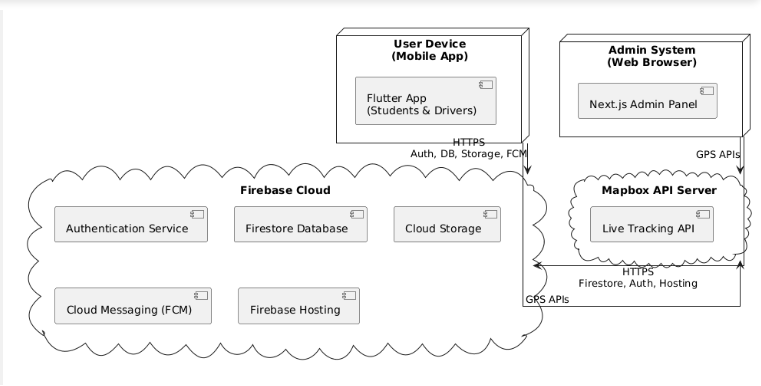 User Device
(Mobile App)
Flutter App
(Students & Drivers)
Admin System
(Web Browser)
Next.js Admin Panel
HTTPS
Auth, DB, Storage, FCM
GPS APIs
Firebase Cloud
Authentication Service
Firestore Database
Cloud Storage
Cloud Messaging (FCM)
Firebase Hosting
Mapbox API Server
Live Tracking API
HTTPS
Firestore, Auth, Hosting
GPS APIs